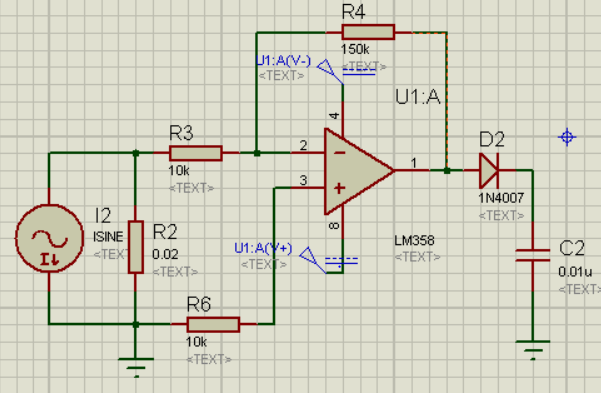 R4
150k
<TEXT>
U1:A(V-)
<TEXT>
4
U1:A
R3
10k
<TEXT>
2
3
1
8
D2
1N4007
<TEXT>
I2
ISINE
<TEXT>
R2
0.02
<TEXT>
U1:A(V+)
<TEXT>
LM358
<TEXT>
C2
0.01u
<TEXT>
R6
10k
<TEXT>